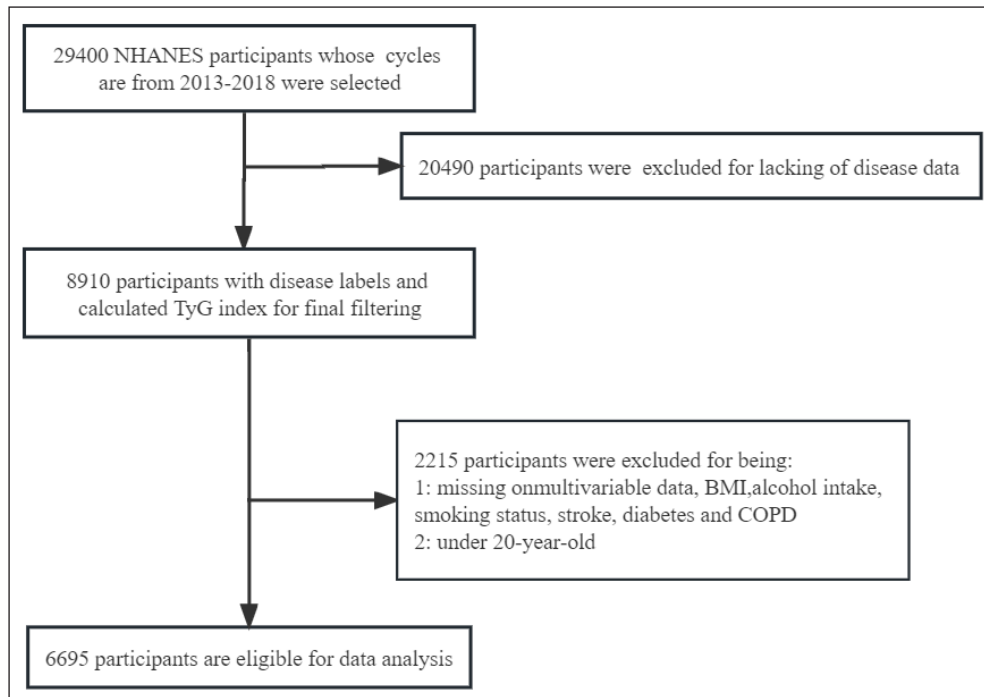 29400 NHANES participants whose cycles
are from 2013-2018 were selected
20490 participants were excluded for lacking of disease data
8910 participants with disease labels and
calculated TyG index for final filtering
2215 participants were excluded for being:
1: missing onmultivariable data, BMI,alcohol intake,
smoking status, stroke, diabetes and COPD
2: under 20-year-old
6695 participants are eligible for data analysis